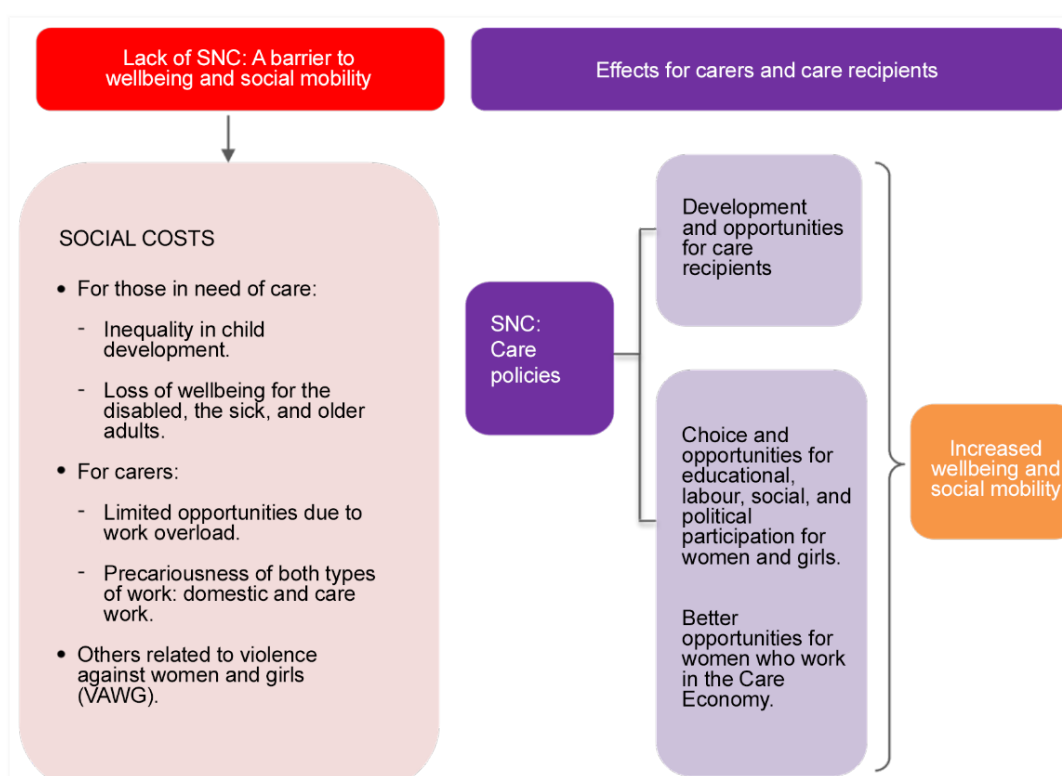 Lack of SNC: A barrier to
wellbeing and social mobility
Effects for carers and care recipients
SOCIAL COSTS
• For those in need of care:
- Inequality in child
development.
- Loss of wellbeing for the
disabled, the sick, and older
adults.
• For carers:
- Limited opportunities due to
work overload.
- Precariousness of both types
of work: domestic and care
work.
• Others related to violence
against women and girls
(VAWG).
SNC:
Care
policies
Development
and opportunities
for care
recipients
Choice and
opportunities for
educational,
labour, social, and
political
participation for
women and girls.
Better
opportunities for
women who work
in the Care
Economy.
Increased
wellbeing and
social mobility